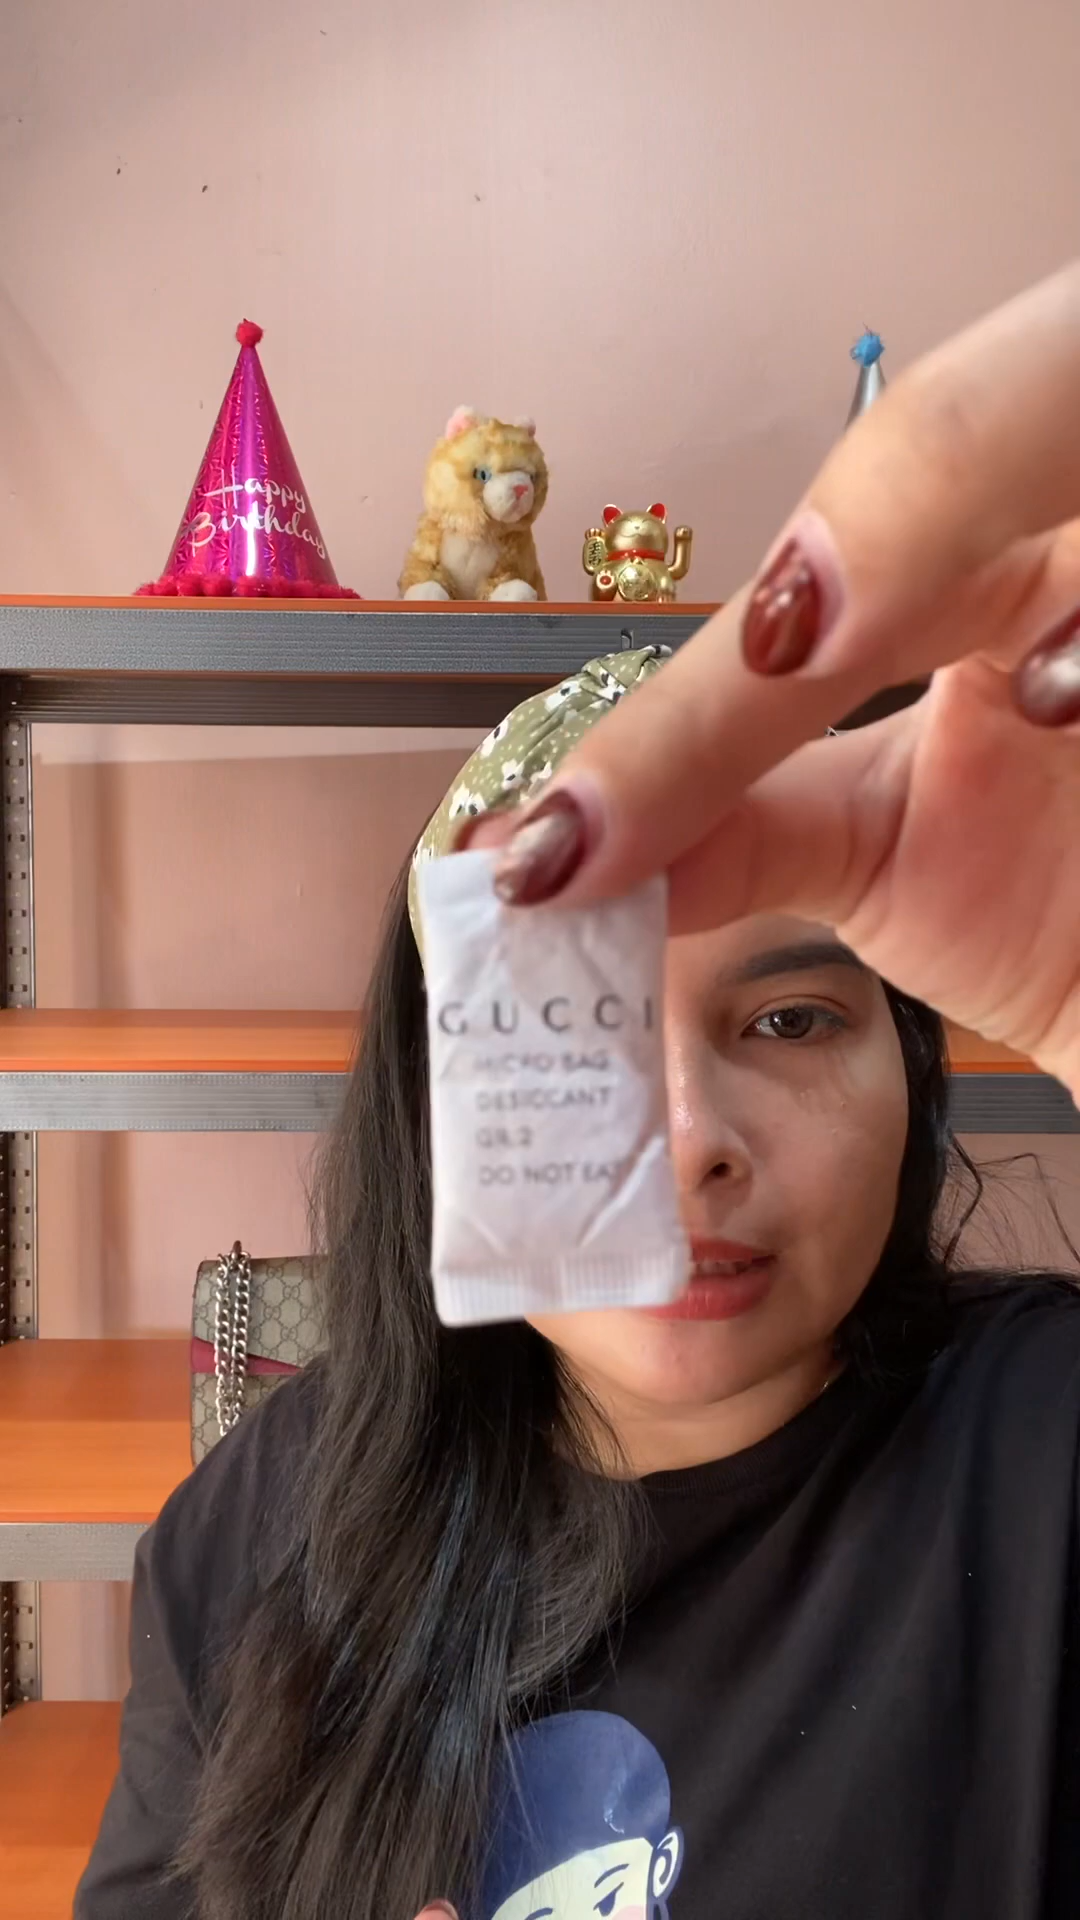 Happy
Birthday
GUCCI
MICRO BAG
DESICCANT
GR.2
DO NOT EAT